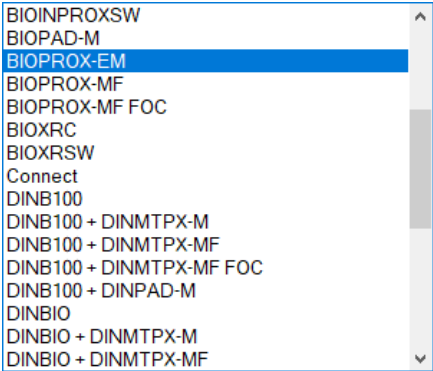 BIOINPROXSW
BIOPAD-M
BIOPROX-EM
BIOPROX-MF
BIOPROX-MF FOC
BIOXRC
BIOXRSW
Connect
DINB100
DINB100 + DINMTPX-M
DINB100 + DINMTPX-MF
DINB100 + DINMTPX-MF FOC
DINB100 + DINPAD-M
DINBIO
DINBIO + DINMTPX-M
DINBIO + DINMTPX-MF